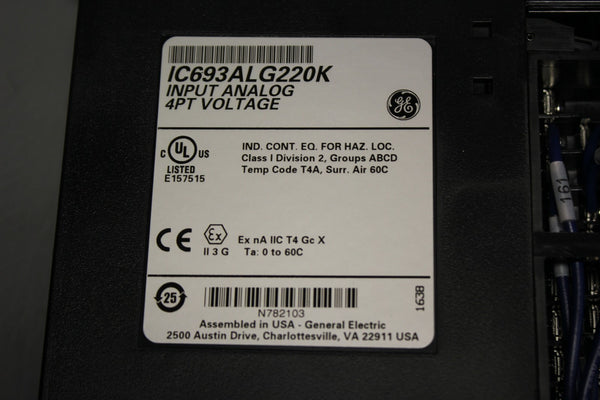 IC693ALG220K
INPUT ANALOG
4PT VOLTAGE
GE
C UL US
LISTED
E157515
IND. CONT. EQ. FOR HAZ. LOC.
Class I Division 2, Groups ABCD
Temp Code T4A, Surr. Air 60C
CE
Ex
II 3 G
Ex nA IIC T4 Gc X
Ta: 0 to 60C
25
N782103
1638
Assembled in USA - General Electric
2500 Austin Drive, Charlottesville, VA 22911 USA
161